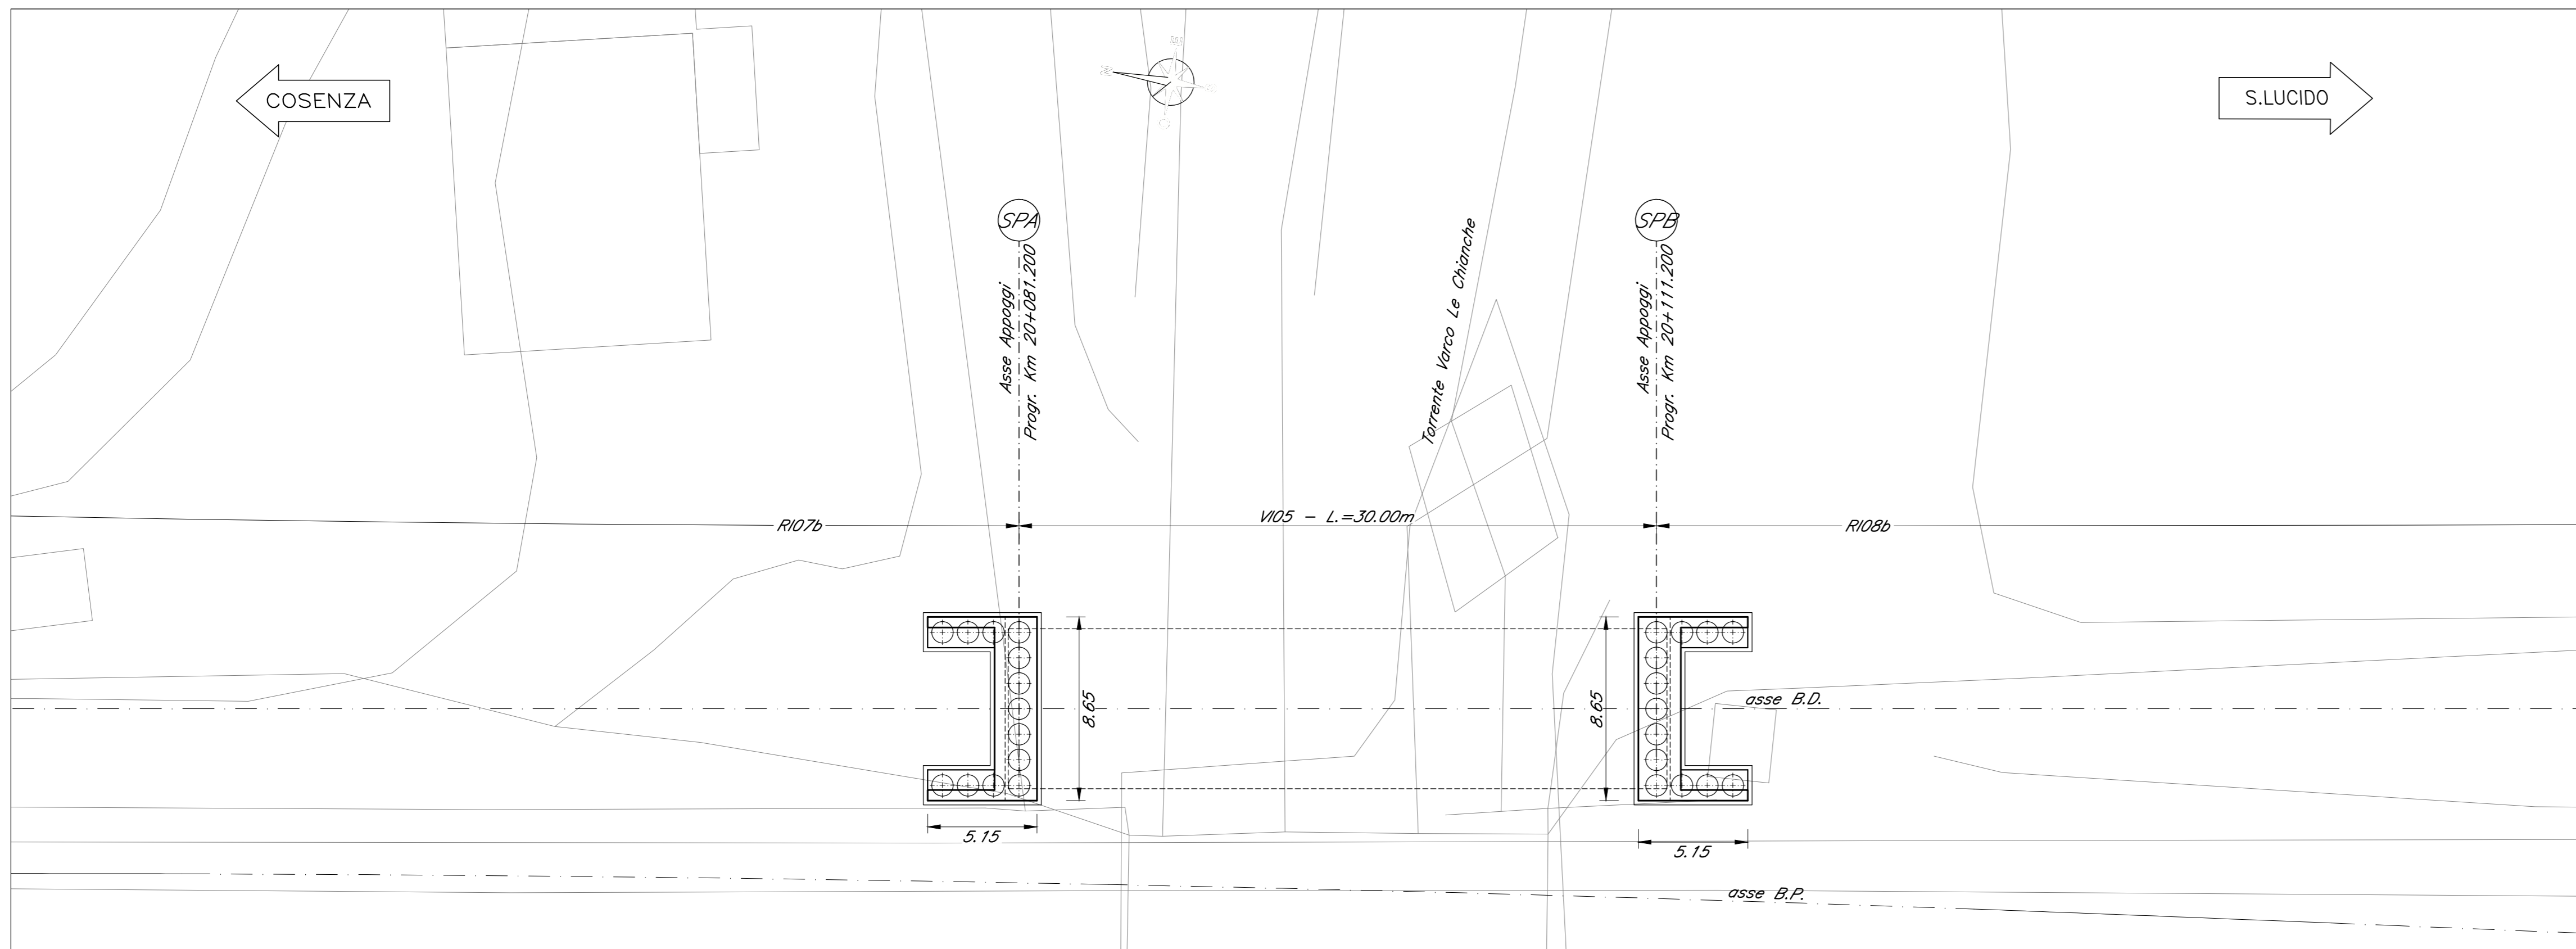 COSENZA
S.LUCIDO
SPA
Asse Appoggi
Progr. Km 20+081.200
Torrente Varco Le Chianche
SPB
Asse Appoggi
Progr. Km 20+111.200
RI07b
VI05 - L.=30.00m
RI08b
8.65
8.65
asse B.D.
5.15
5.15
asse B.P.